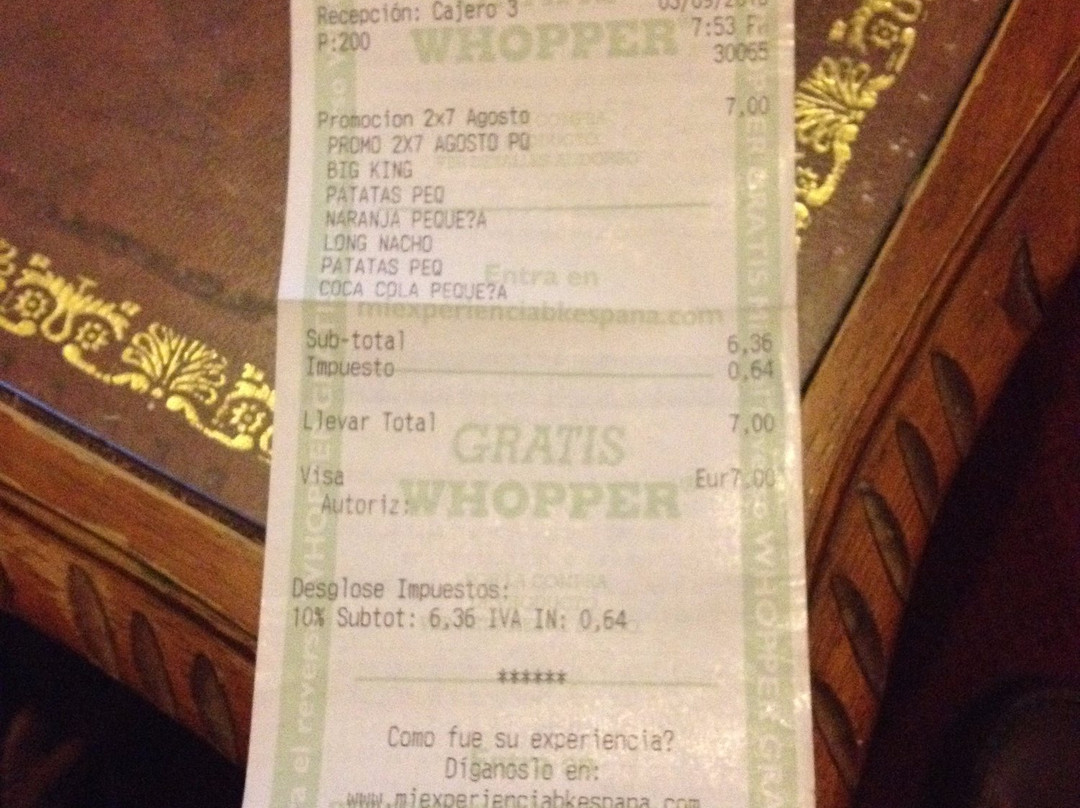 Recepción: Cajero 3
7:53
P:200
WHOPPER
30065
Promocion 2x7 Agosto 7,00
PROMO 2X7 AGOSTO PQ
BIG KING
PATATAS PEQ
NARANJA PEQUE?A
LONG NACHO
PATATAS PEQ
Entra en
COCA COLA PEQUE?A
miexperienciabkespana.com
Sub-total 6,36
Impuesto 0,64
Llevar Total 7,00
GRATIS
Visa Eur7,00
WHOPPER
Autoriz:
Desglose Impuestos:
10% Subtot: 6,36 IVA IN: 0,64
******
Como fue su experiencia?
Díganoslo en:
www.miexperienciabkespana.com